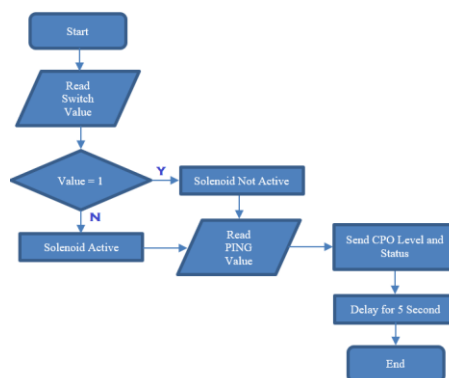 Start
Read
Switch
Value
Value = 1
Y
Solenoid Not Active
N
Solenoid Active
Read
PING
Value
Send CPO Level and
Status
Delay for 5 Second
End